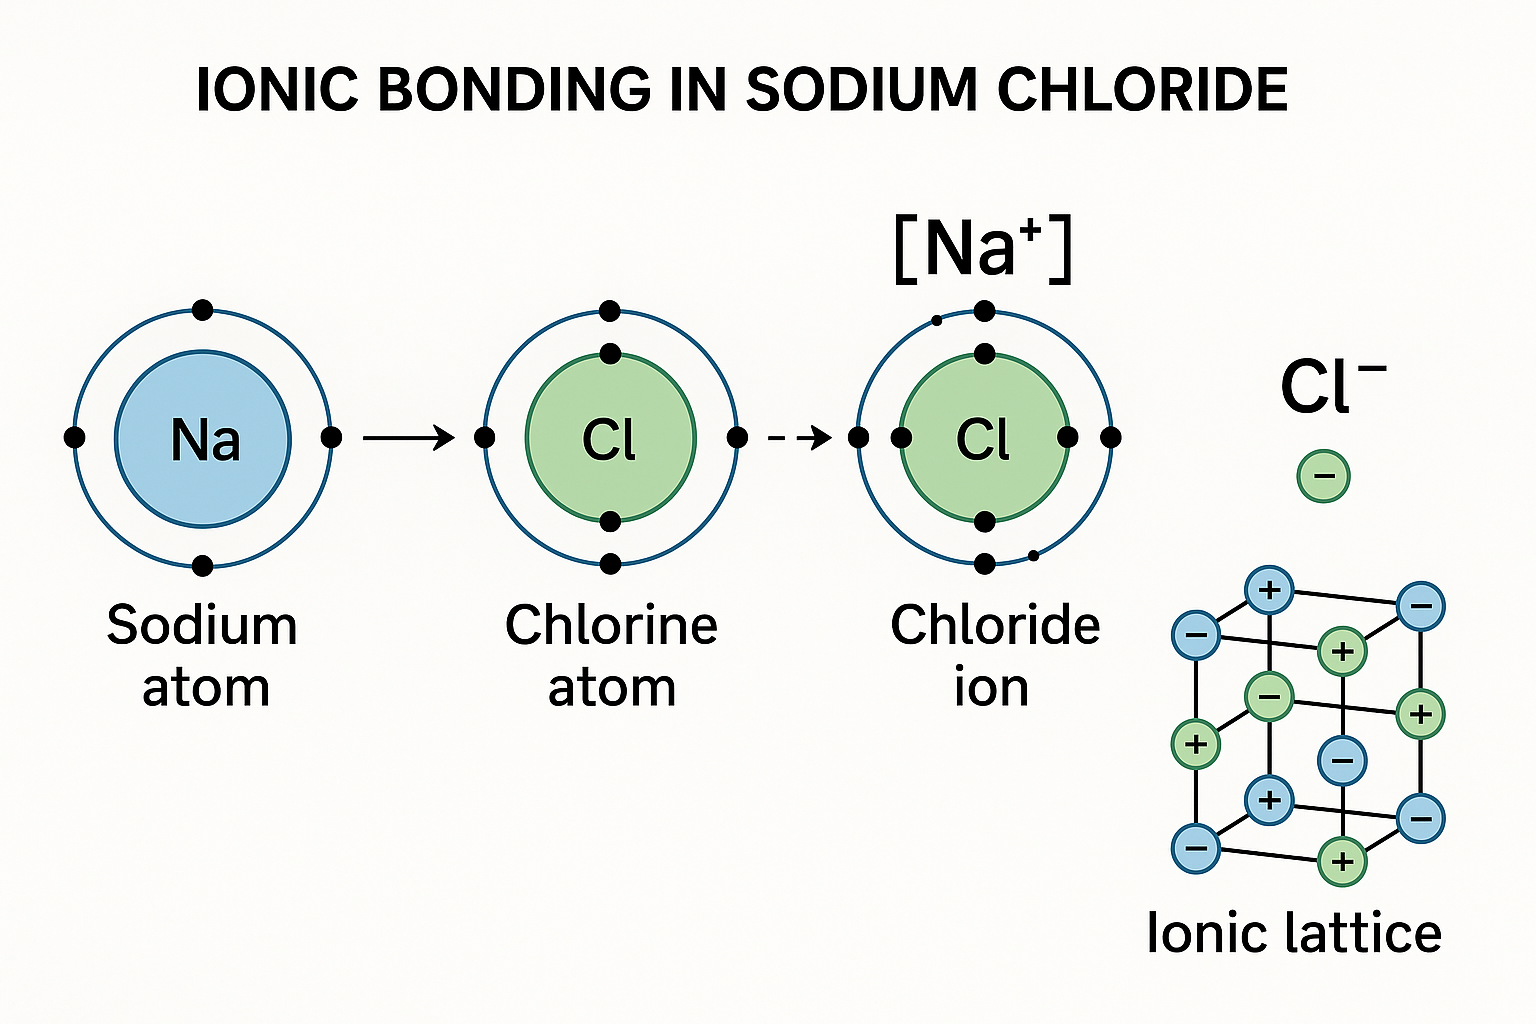 IONIC BONDING IN SODIUM CHLORIDE
[Na⁺]
Na
Cl
Cl
Cl⁻
−
Sodium
atom
Chlorine
atom
Chloride
ion
+
−
−
+
−
+
+
−
+
−
−
+
Ionic lattice